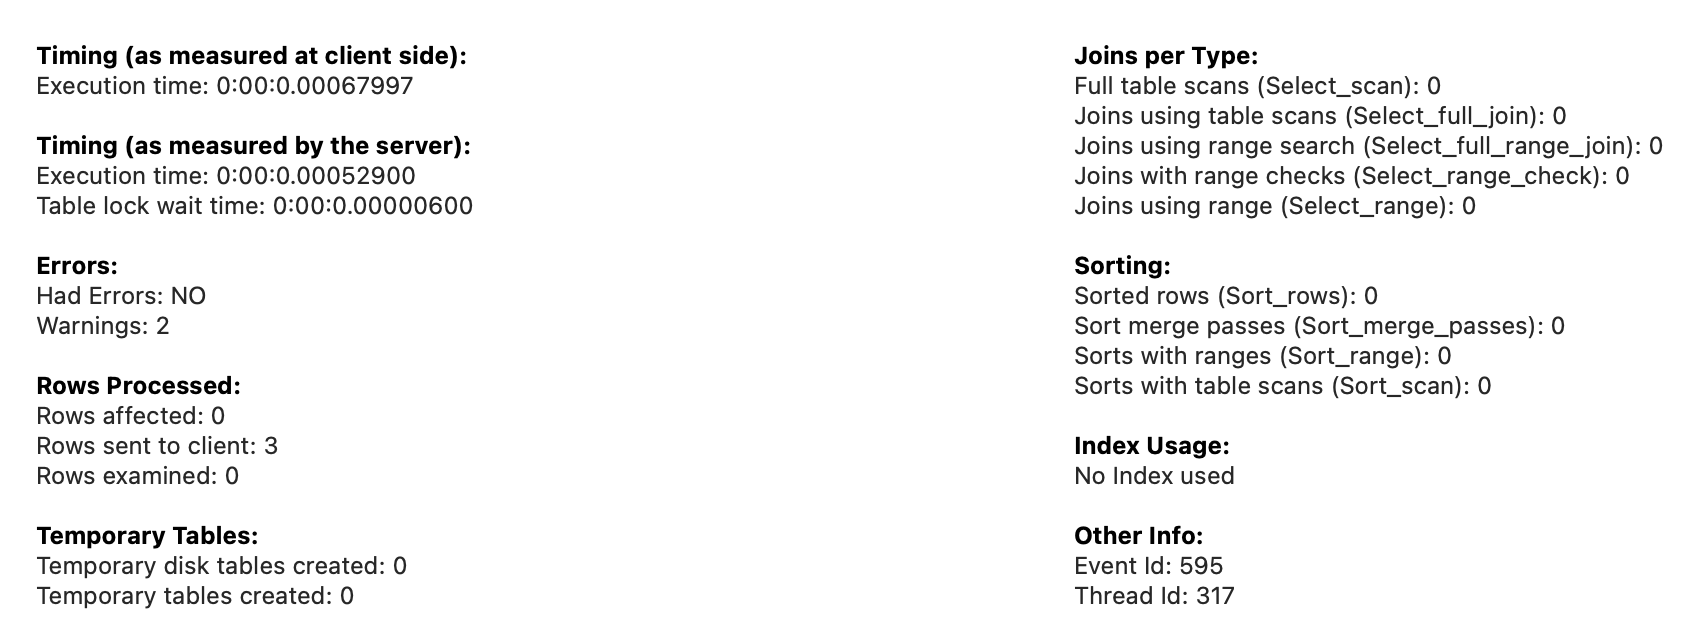 Timing (as measured at client side):
Execution time: 0:00:0.00067997
Timing (as measured by the server):
Execution time: 0:00:0.00052900
Table lock wait time: 0:00:0.00000600
Errors:
Had Errors: NO
Warnings: 2
Rows Processed:
Rows affected: 0
Rows sent to client: 3
Rows examined: 0
Temporary Tables:
Temporary disk tables created: 0
Temporary tables created: 0
Joins per Type:
Full table scans (Select_scan): 0
Joins using table scans (Select_full_join): 0
Joins using range search (Select_full_range_join): 0
Joins with range checks (Select_range_check): 0
Joins using range (Select_range): 0
Sorting:
Sorted rows (Sort_rows): 0
Sort merge passes (Sort_merge_passes): 0
Sorts with ranges (Sort_range): 0
Sorts with table scans (Sort_scan): 0
Index Usage:
No Index used
Other Info:
Event Id: 595
Thread Id: 317